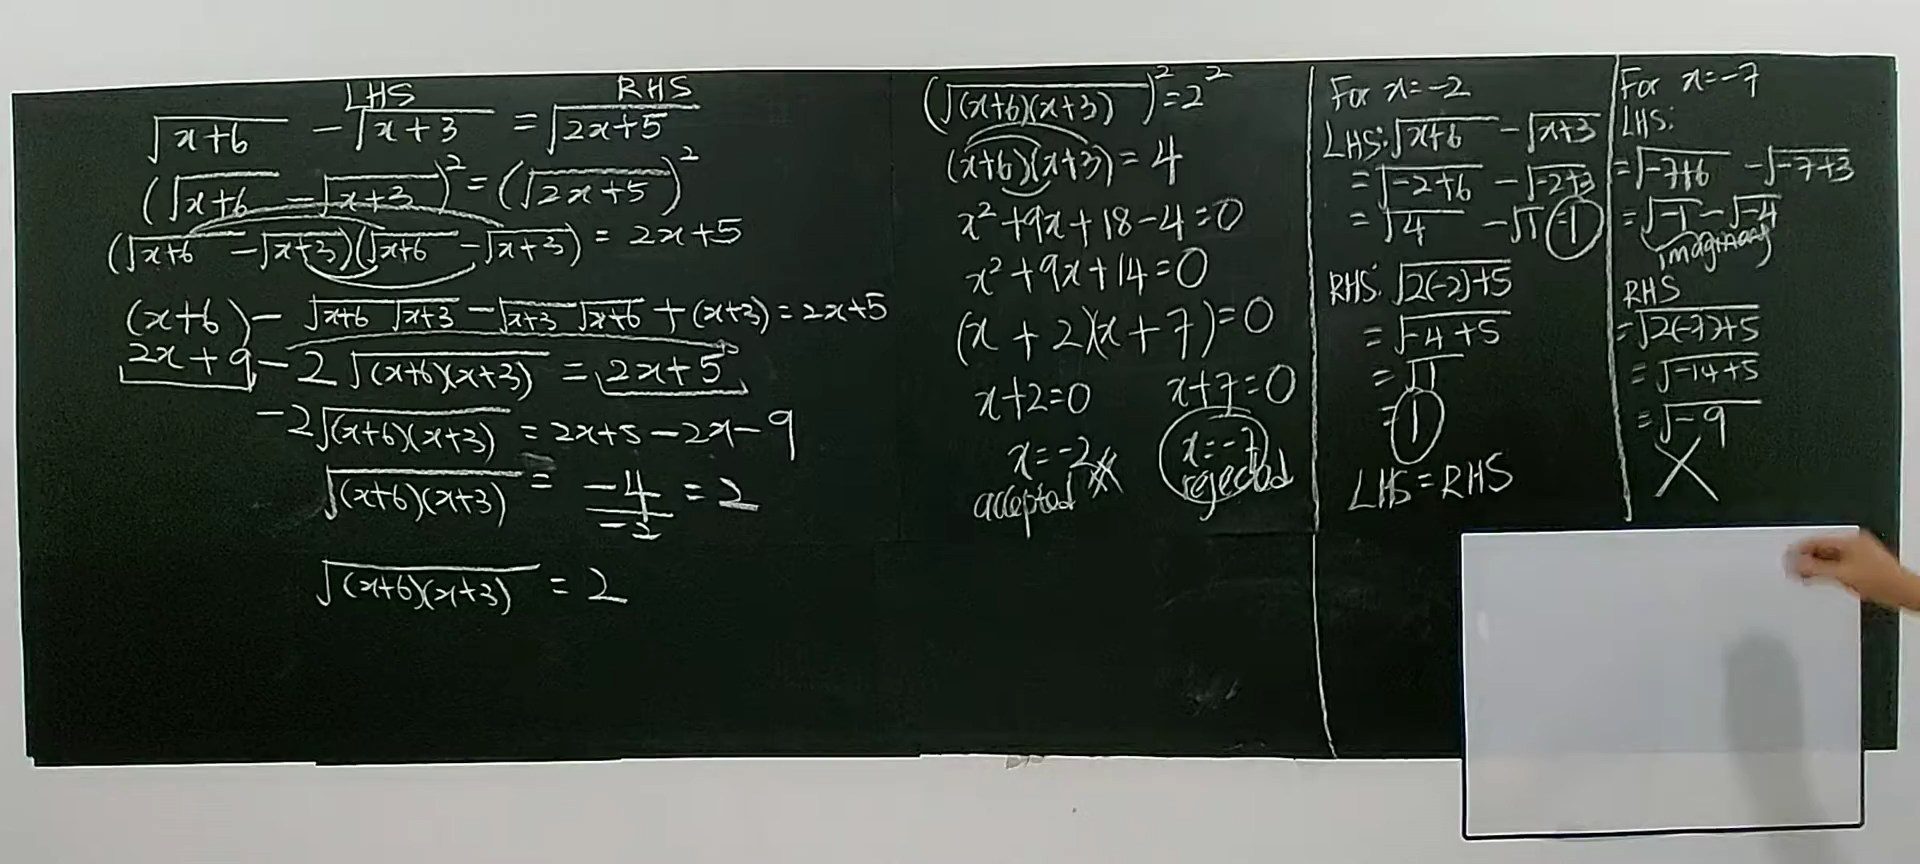 LHS RHS
√(x+6) - √(x+3) = √(2x+5)
(√(x+6) - √(x+3))² = (√(2x+5))²
(√(x+6) - √(x+3))(√(x+6) - √(x+3)) = 2x+5
(x+6) - √(x+6) √(x+3) - √(x+3) √(x+6) + (x+3) = 2x+5
2x+9 - 2√((x+6)(x+3)) = 2x+5
-2√((x+6)(x+3)) = 2x+5-2x-9
√((x+6)(x+3)) = -4/-2 = 2
√((x+6)(x+3)) = 2
(√((x+6)(x+3)))² = 2²
(x+6)(x+3) = 4
x²+9x+18-4=0
x²+9x+14=0
(x+2)(x+7)=0
x+2=0 x+7=0
x=-2 x=-7
accepted rejected
For x=-2
LHS: √(x+6) - √(x+3)
= √(-2+6) - √(-2+3)
= √4 - √1 = 1
RHS: √(2(-2)+5)
= √(-4+5)
= √1
= 1
LHS = RHS
For x=-7
LHS:
= √(-7+6) - √(-7+3)
= √-1 - √-4
imaginary
RHS
= √(2(-7)+5)
= √(-14+5)
= √-9
X